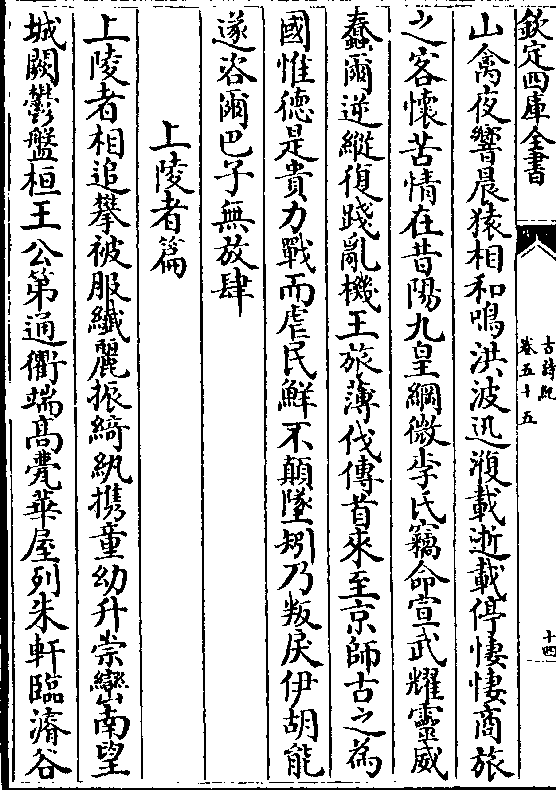 欽定四庫全書
古詩紀
卷五十五
十四
山禽夜響晨猿相和鳴洪波迅澓載逝載停悽悽商旅
之客懷苦情在昔陽九皇綱微李氏竊命宣武耀靈威
蠢爾逆縱復踐亂機王旅薄伐傳首來至京師古之為
國惟德是貴力戰而虐民鮮不顛墜矧乃叛戾伊胡能
遂咨爾巴子無放肆
上陵者篇
上陵者相追攀被服纖麗振綺紈携童幼升崇巒南望
城闕鬱盤桓王公第通衢端高甍華屋列朱軒臨濬谷